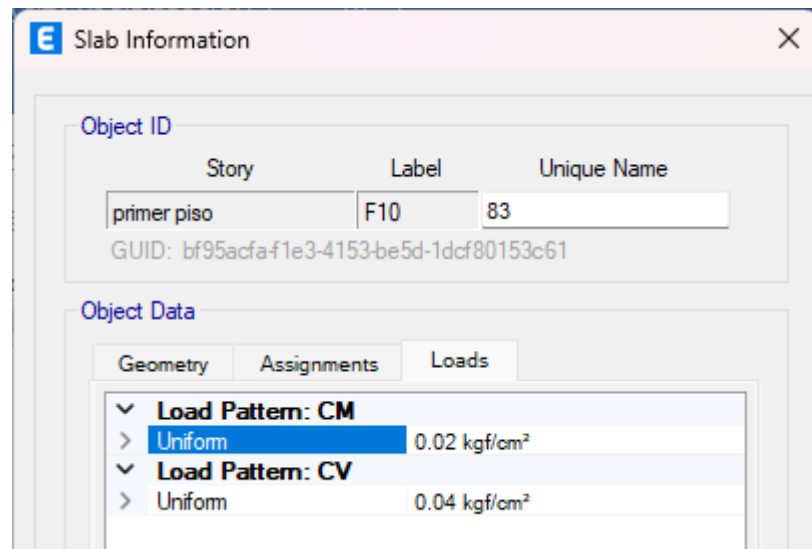 E Slab Information
Object ID
Story Label Unique Name
primer piso F10 83
GUID: bf95acfa-f1e3-4153-be5d-1dcf80153c61
Object Data
Geometry Assignments Loads
Load Pattern: CM
Uniform 0.02 kgf/cm²
Load Pattern: CV
Uniform 0.04 kgf/cm²